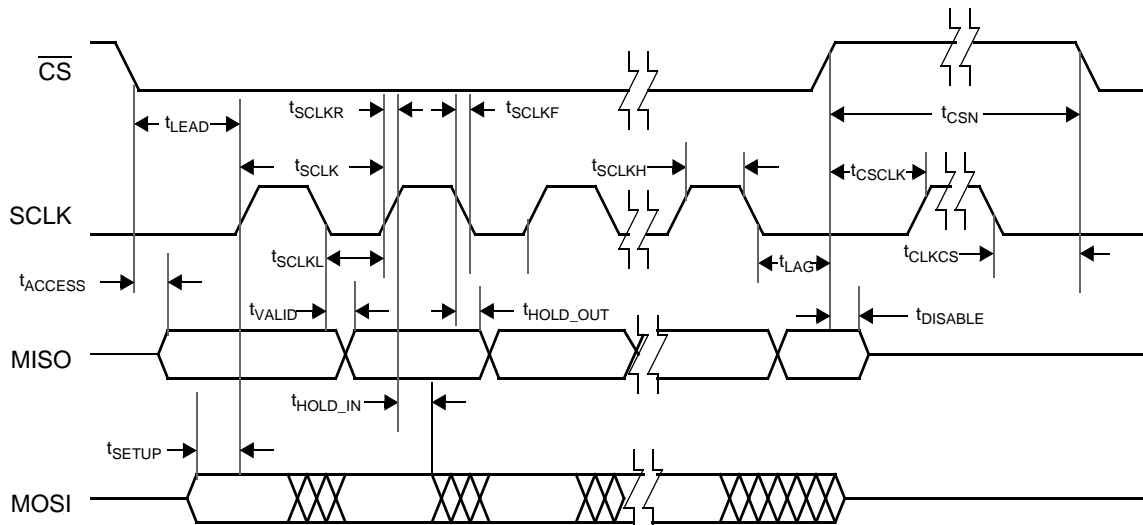 CS
tLEAD
tSCLKR
tSCLKF
tCSN
tSCLK
tSCLKH
tCSCLK
SCLK
tSCLKL
tLAG
tCLKCS
tACCESS
tVALID
tHOLD_OUT
tDISABLE
MISO
tHOLD_IN
tSETUP
MOSI